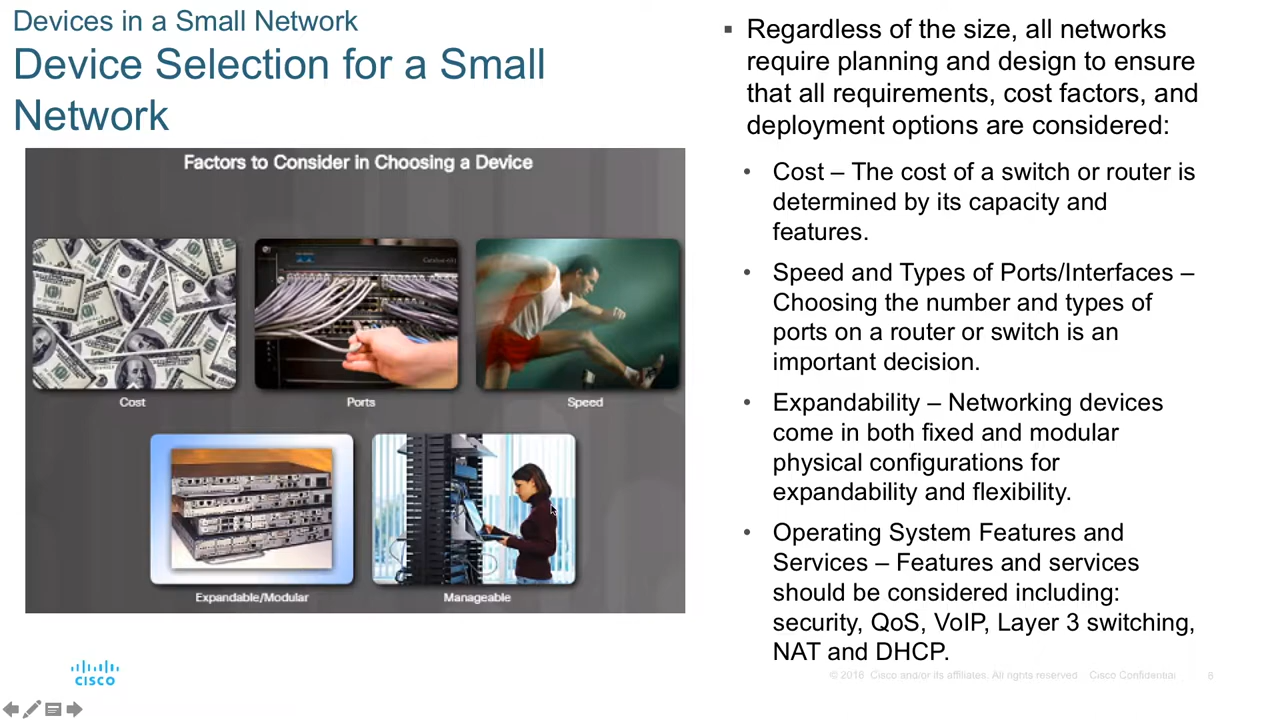 Devices in a Small Network
Device Selection for a Small
Network
Factors to Consider in Choosing a Device
Cost
Ports
Speed
Expandable/Modular
Manageable
▪ Regardless of the size, all networks
require planning and design to ensure
that all requirements, cost factors, and
deployment options are considered:
• Cost – The cost of a switch or router is
determined by its capacity and
features.
• Speed and Types of Ports/Interfaces –
Choosing the number and types of
ports on a router or switch is an
important decision.
• Expandability – Networking devices
come in both fixed and modular
physical configurations for
expandability and flexibility.
• Operating System Features and
Services – Features and services
should be considered including:
security, QoS, VoIP, Layer 3 switching,
NAT and DHCP.
CISCO
© 2016 Cisco and/or its affiliates. All rights reserved Cisco Confidential 8